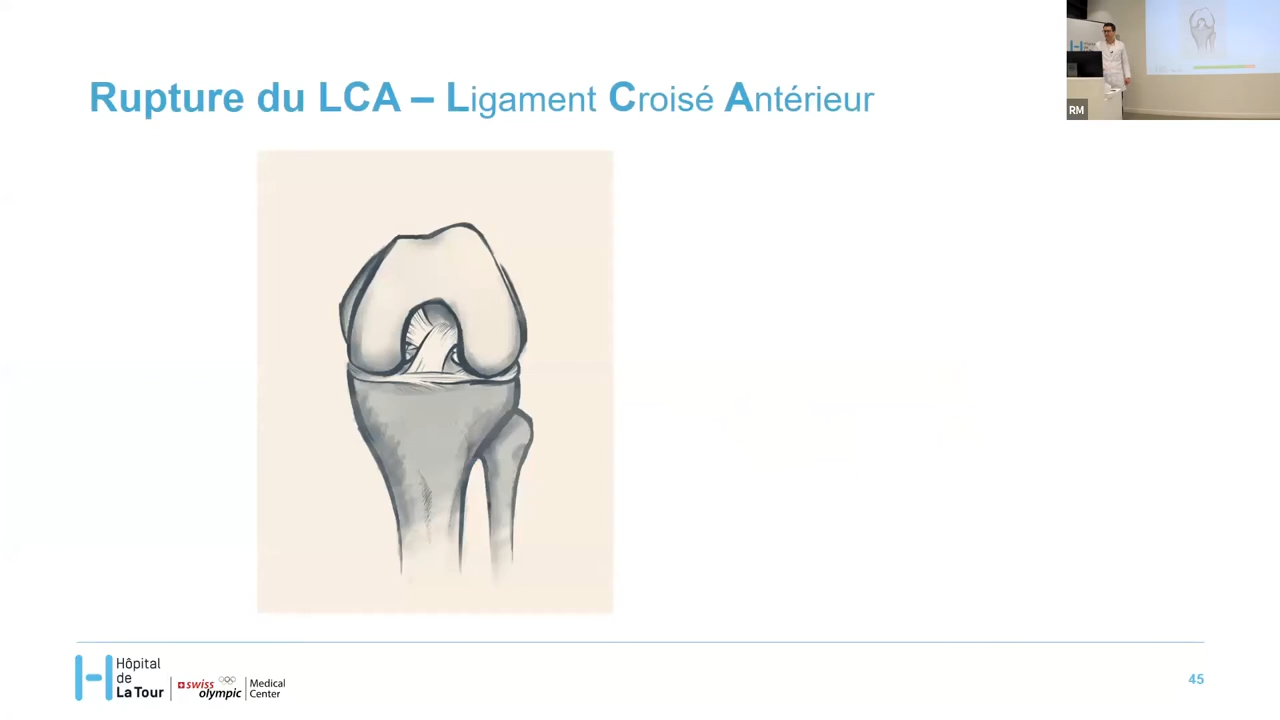 Rupture du LCA – Ligament Croisé Antérieur
RM
Hôpital
de
La Tour
swiss
olympic
Medical
Center
45